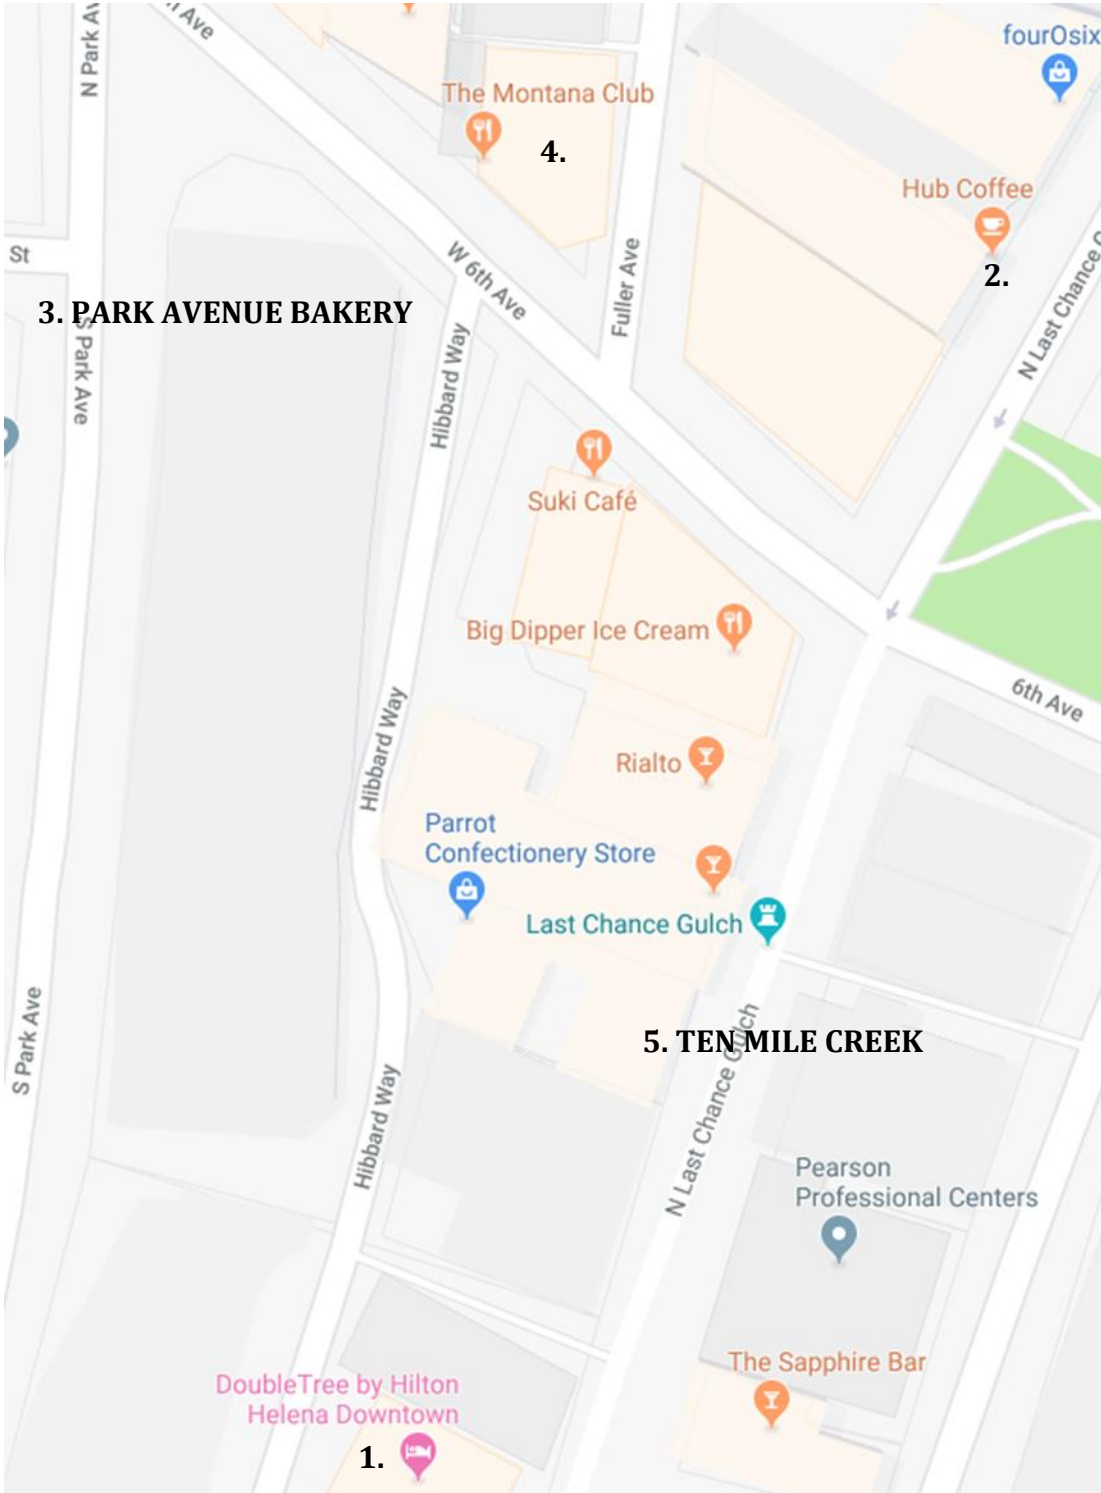 N Park Av
n Ave
fourOsix
The Montana Club
4.
Hub Coffee
2.
St
W 6th Ave
Fuller Ave
N Last Chance G
3. PARK AVENUE BAKERY
S Park Ave
Hibbard Way
Suki Café
Big Dipper Ice Cream
6th Ave
Hibbard Way
Rialto
Parrot
Confectionery Store
Last Chance Gulch
S Park Ave
5. TEN MILE CREEK
N Last Chance Gulch
Hibbard Way
Pearson
Professional Centers
The Sapphire Bar
DoubleTree by Hilton
Helena Downtown
1.